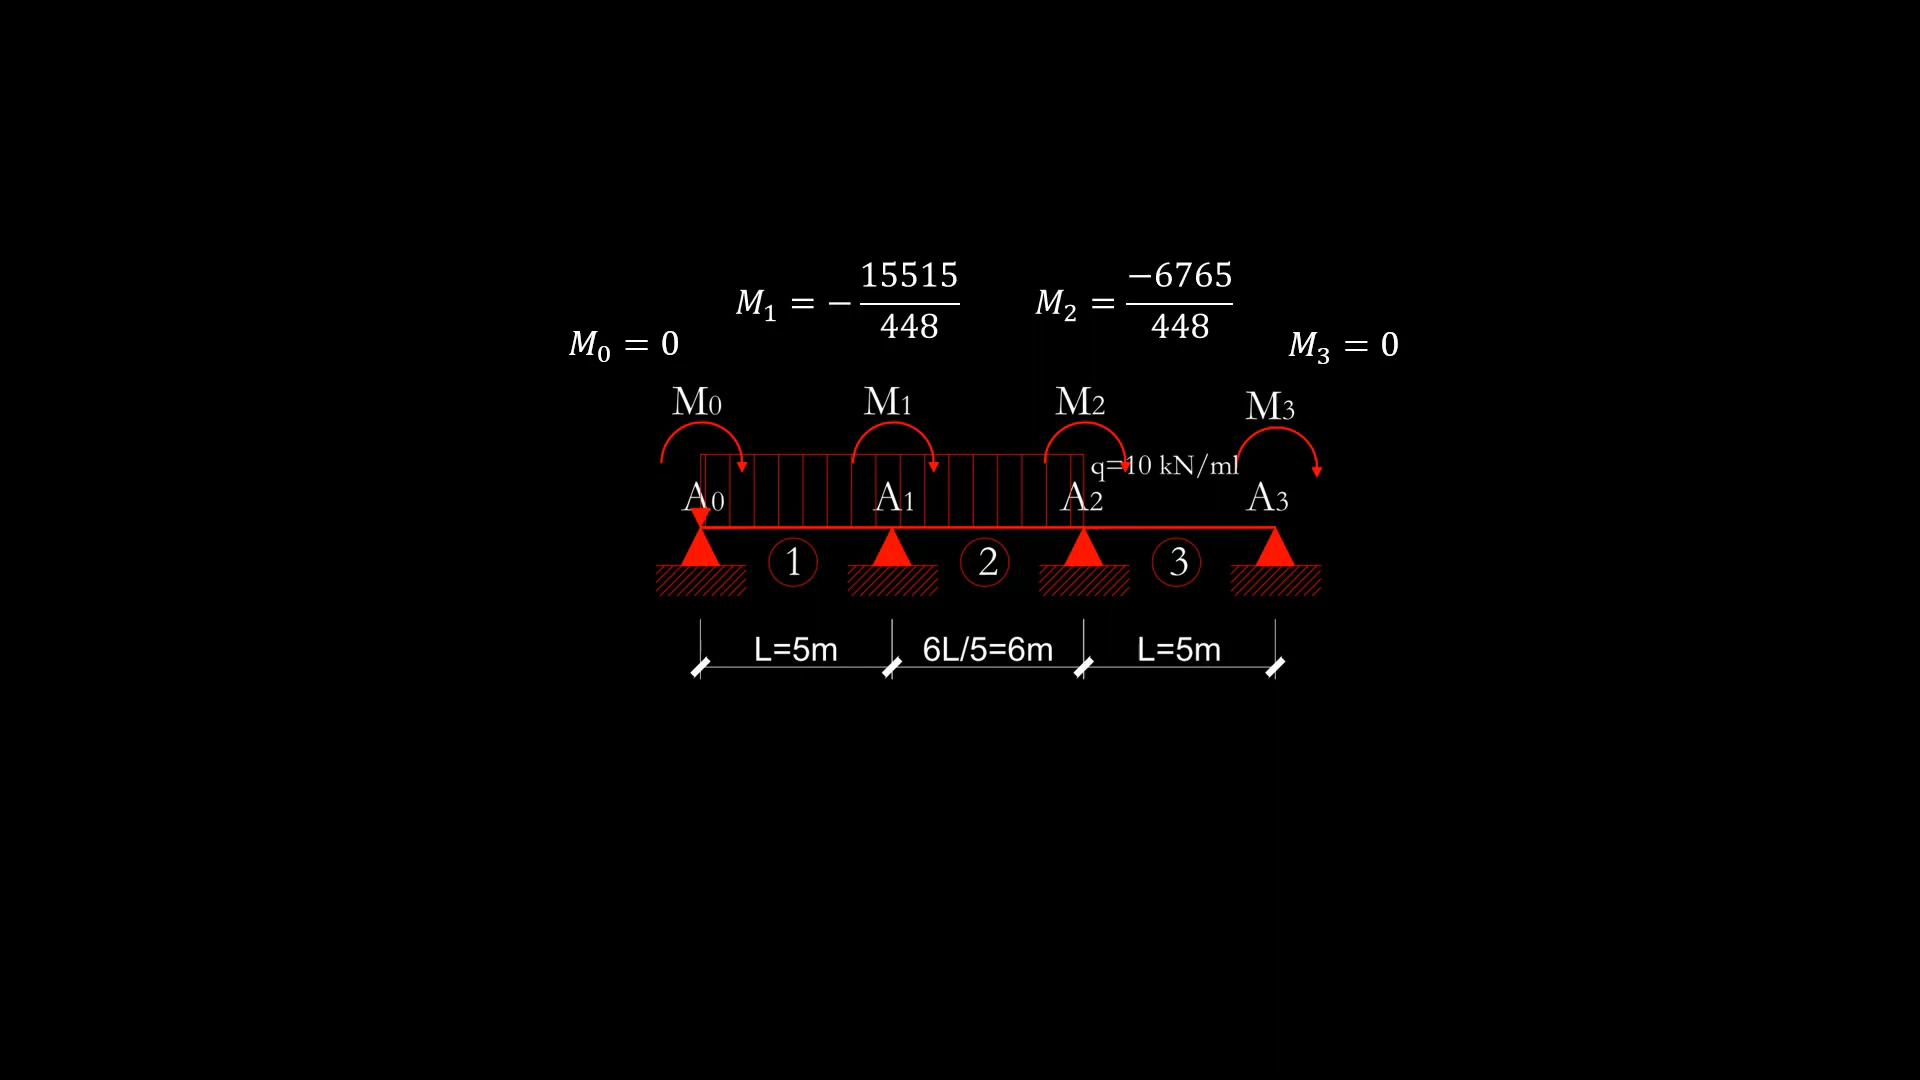 M₁ = − 15515/448 M₂ = −6765/448
M₀ = 0 M₃ = 0
M0 M1 M2 M3
q=10 kN/ml
A0 A1 A2 A3
1 2 3
L=5m 6L/5=6m L=5m